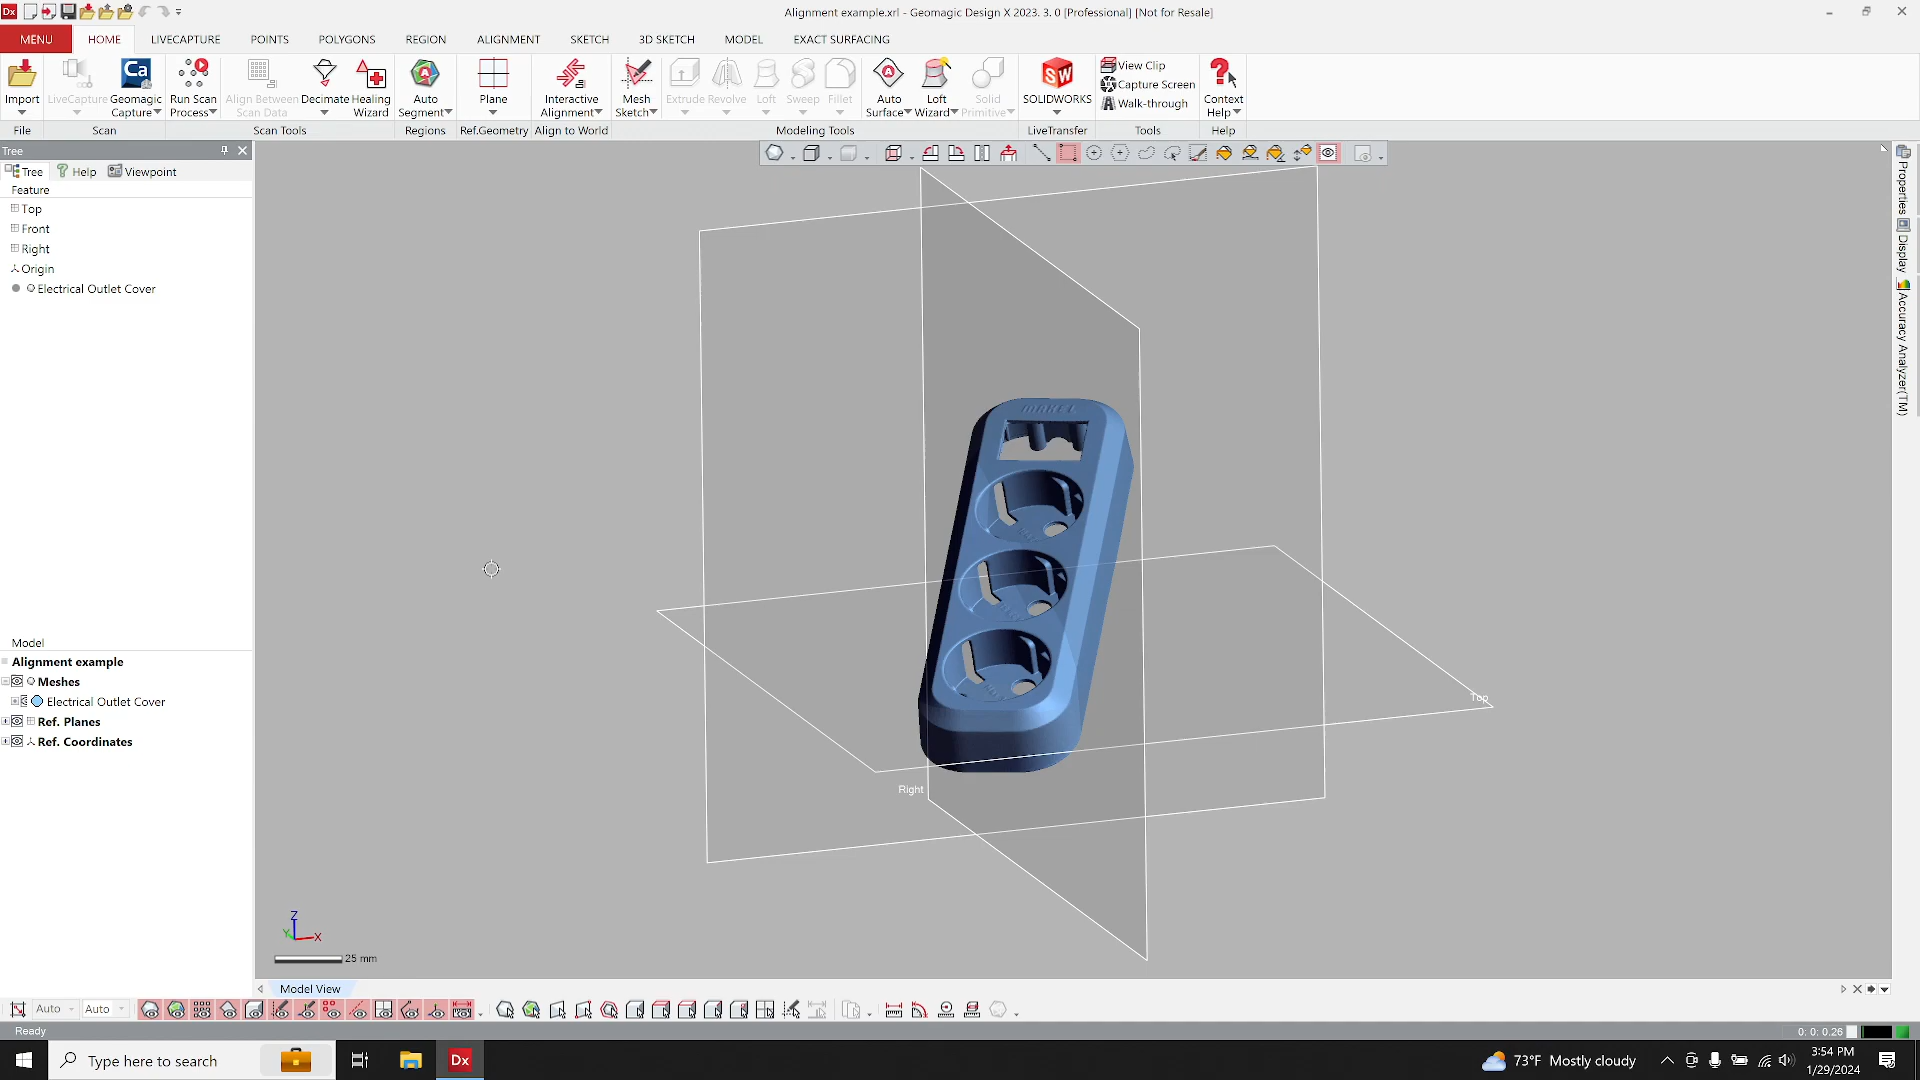 Alignment example.xrl - Geomagic Design X 2023. 3. 0 [Professional] [Not for Resale]
MENU HOME LIVECAPTURE POINTS POLYGONS REGION ALIGNMENT SKETCH 3D SKETCH MODEL EXACT SURFACING
Import
LiveCapture
Geomagic Capture
Run Scan Process
Align Between Scan Data
Decimate
Healing Wizard
Auto Segment
Plane
Interactive Alignment
Mesh Sketch
Extrude
Revolve
Loft
Sweep
Fillet
Auto Surface
Loft Wizard
Solid Primitive
SOLIDWORKS
View Clip
Capture Screen
Walk-through
Context Help
File Scan Scan Tools Regions Ref.Geometry Align to World Modeling Tools LiveTransfer Tools Help
Tree
Tree Help Viewpoint
Feature
Top
Front
Right
Origin
Electrical Outlet Cover
Model
Alignment example
Meshes
Electrical Outlet Cover
Ref. Planes
Ref. Coordinates
MAKEL
Top
Right
Z
Y
X
25 mm
Properties
Display
Accuracy Analyzer(TM)
Model View
Auto Auto
Ready
0: 0: 0.26
Type here to search
Dx
73°F Mostly cloudy
3:54 PM
1/29/2024